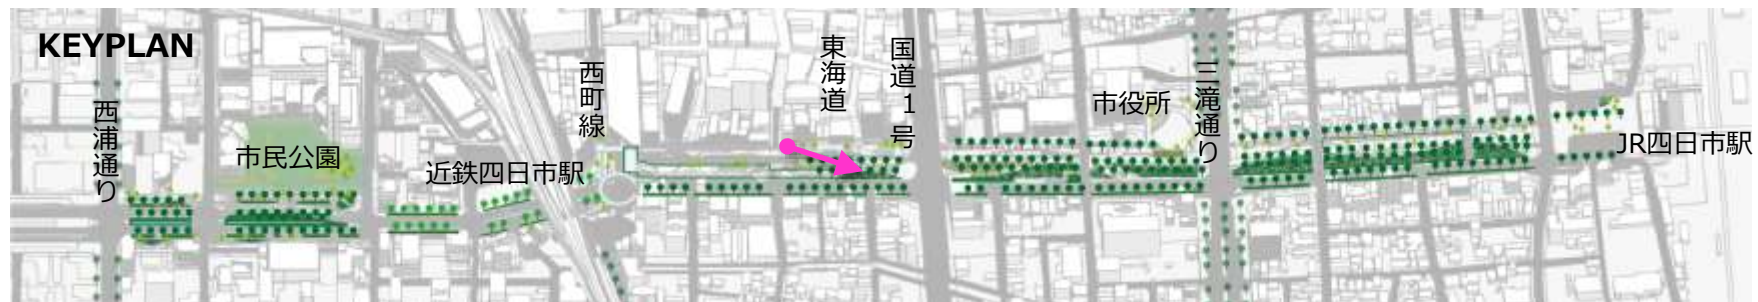 KEYPLAN
西浦通り
市民公園
近鉄四日市駅
西町線
東海道
国道1号
市役所
三滝通り
JR四日市駅